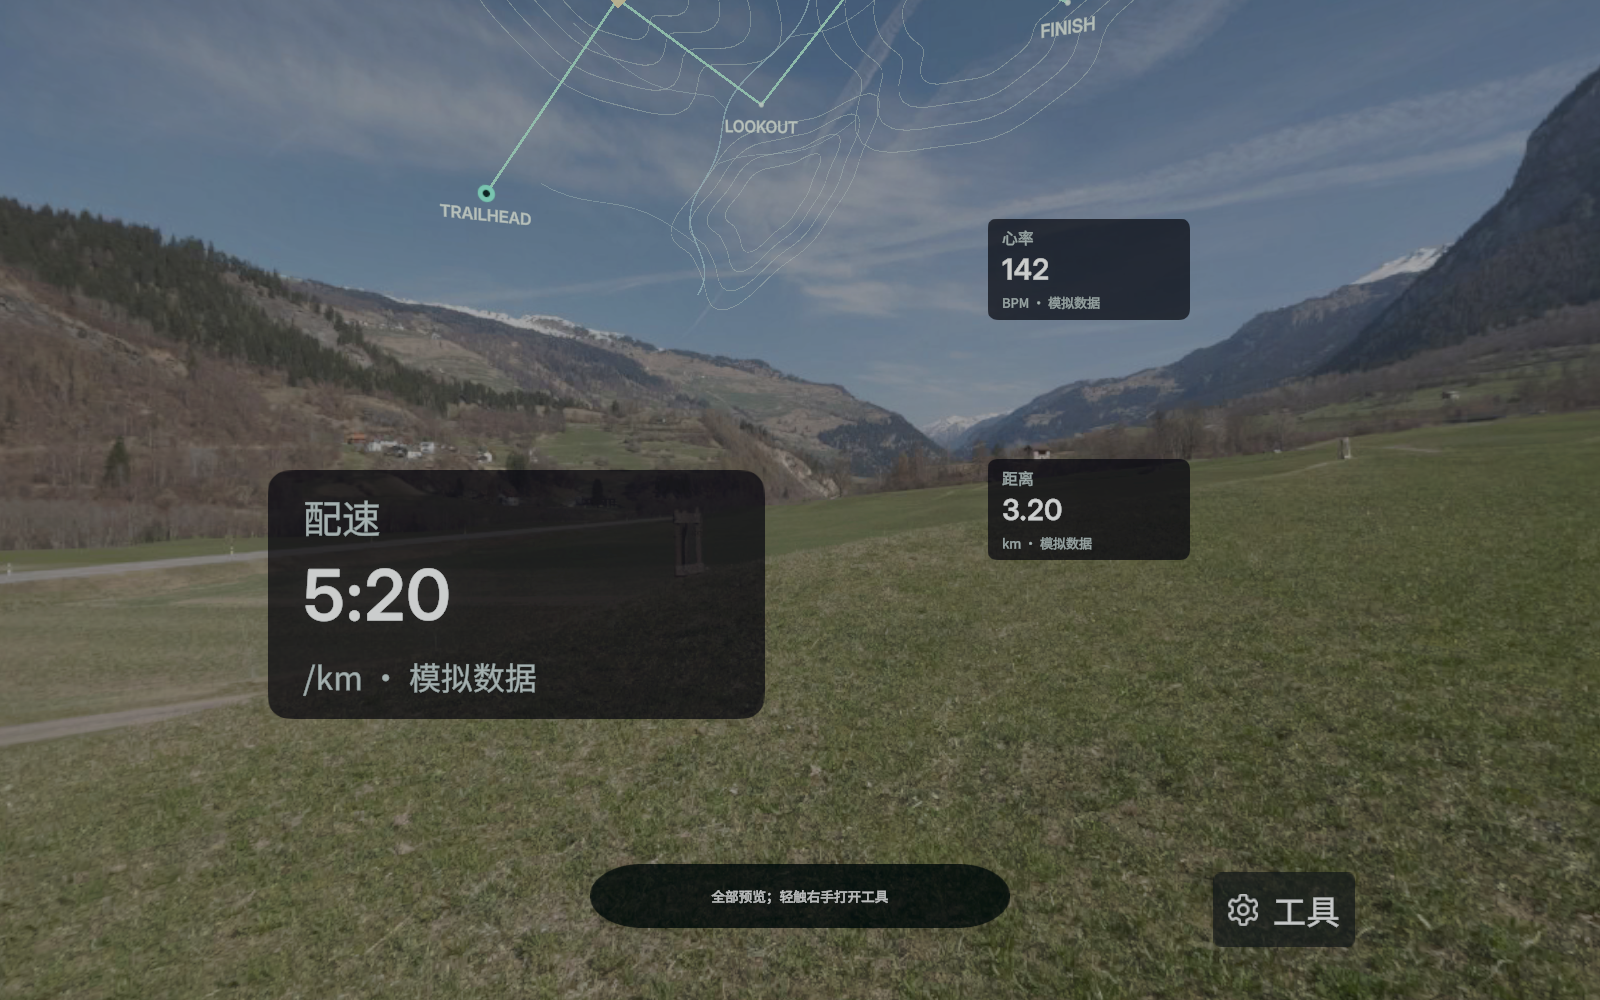 FINISH
LOOKOUT
TRAILHEAD
心率
142
BPM • 模拟数据
距离
3.20
km • 模拟数据
配速
5:20
/km • 模拟数据
全部预览；轻触右手打开工具
工具